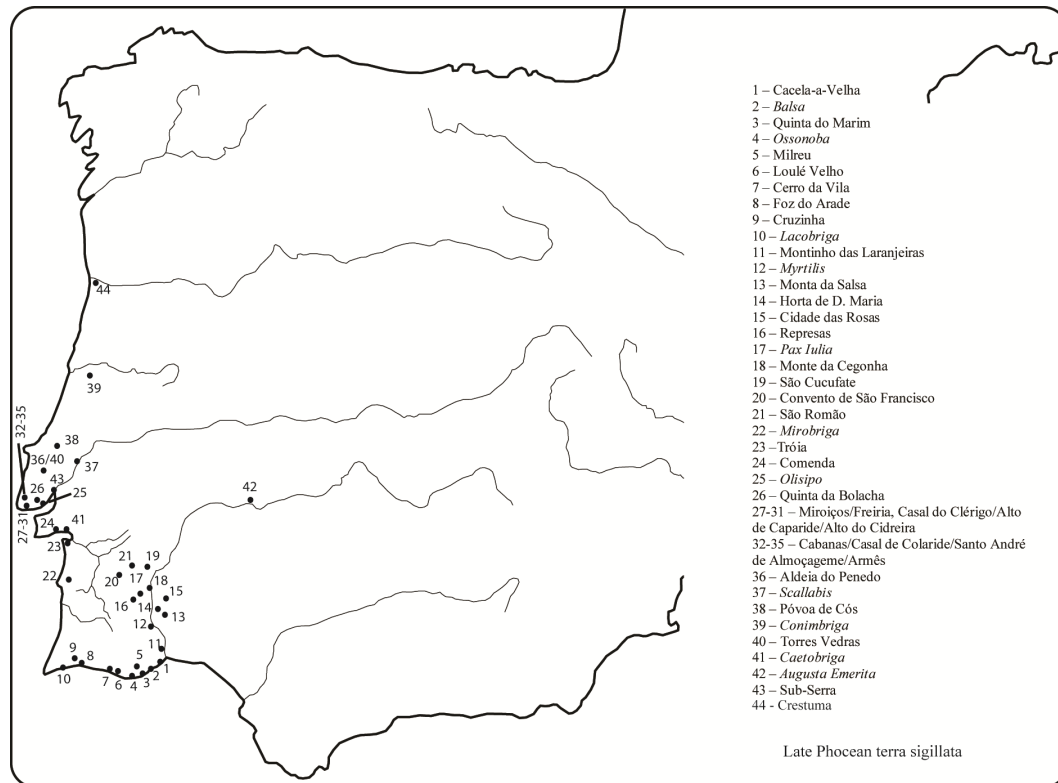 1 – Cacela-a-Velha
2 – Balsa
3 – Quinta do Marim
4 – Ossonoba
5 – Milreu
6 – Loulé Velho
7 – Cerro da Vila
8 – Foz do Arade
9 – Cruzinha
10 – Lacobriga
11 – Montinho das Laranjeiras
12 – Myrtilis
13 – Monta da Salsa
14 – Horta de D. Maria
15 – Cidade das Rosas
16 – Represas
17 – Pax Iulia
18 – Monte da Cegonha
19 – São Cucufate
20 – Convento de São Francisco
21 – São Romão
22 – Mirobriga
23 –Tróia
24 – Comenda
25 – Olisipo
26 – Quinta da Bolacha
27-31 – Miroiços/Freiria, Casal do Clérigo/Alto
de Caparide/Alto do Cidreira
32-35 – Cabanas/Casal de Colaride/Santo André
de Almoçageme/Armês
36 – Aldeia do Penedo
37 – Scallabis
38 – Póvoa de Cós
39 – Conimbriga
40 – Torres Vedras
41 – Caetobriga
42 – Augusta Emerita
43 – Sub-Serra
44 - Crestuma
Late Phocean terra sigillata
44
39
32-35
38
36/40
37
43
26
25
42
27-31
24
41
23
21
19
22
20
17
18
16
14
15
13
12
11
9
8
10
7
6
5
4
3
2
1